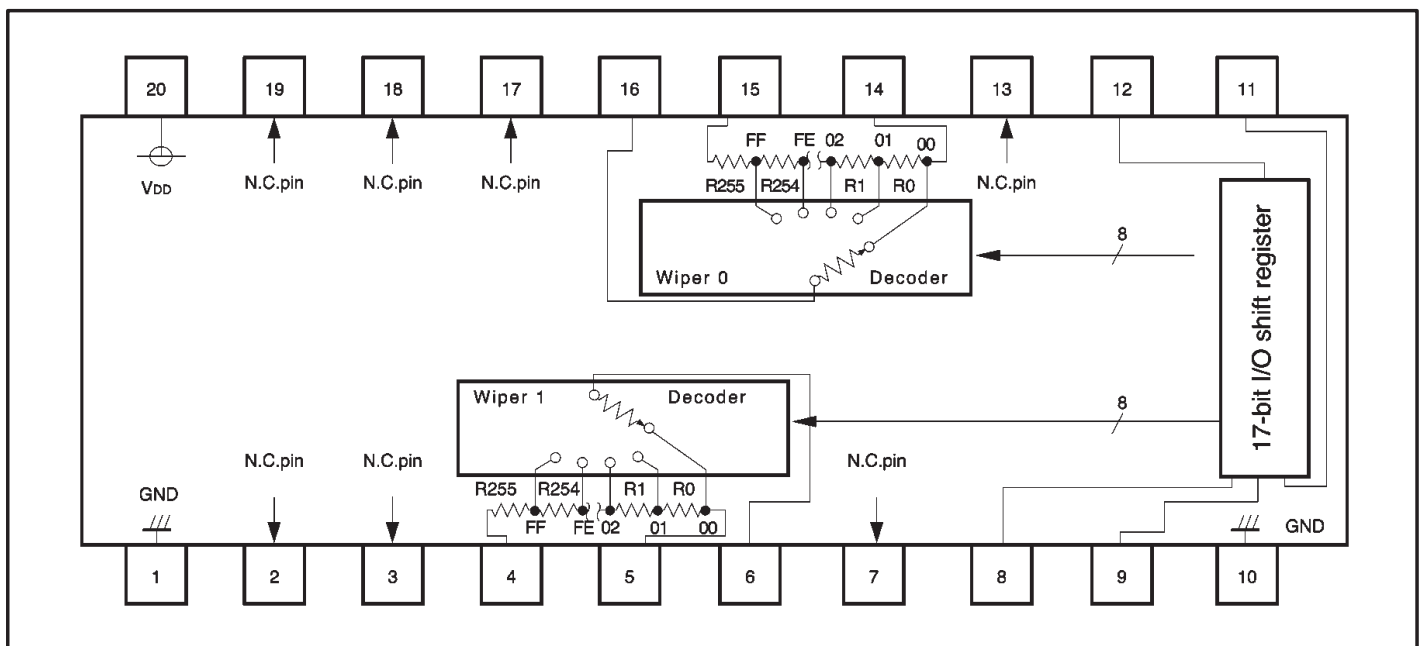 20 19 18 17 16 15 14 13 12 11
FF FE 02 01 00
VDD N.C.pin N.C.pin N.C.pin R255 R254 R1 R0 N.C.pin
8
Wiper 0 Decoder
17-bit I/O shift register
Wiper 1 Decoder
8
N.C.pin N.C.pin N.C.pin
R255 R254 R1 R0
GND
FF FE 02 01 00 GND
1 2 3 4 5 6 7 8 9 10